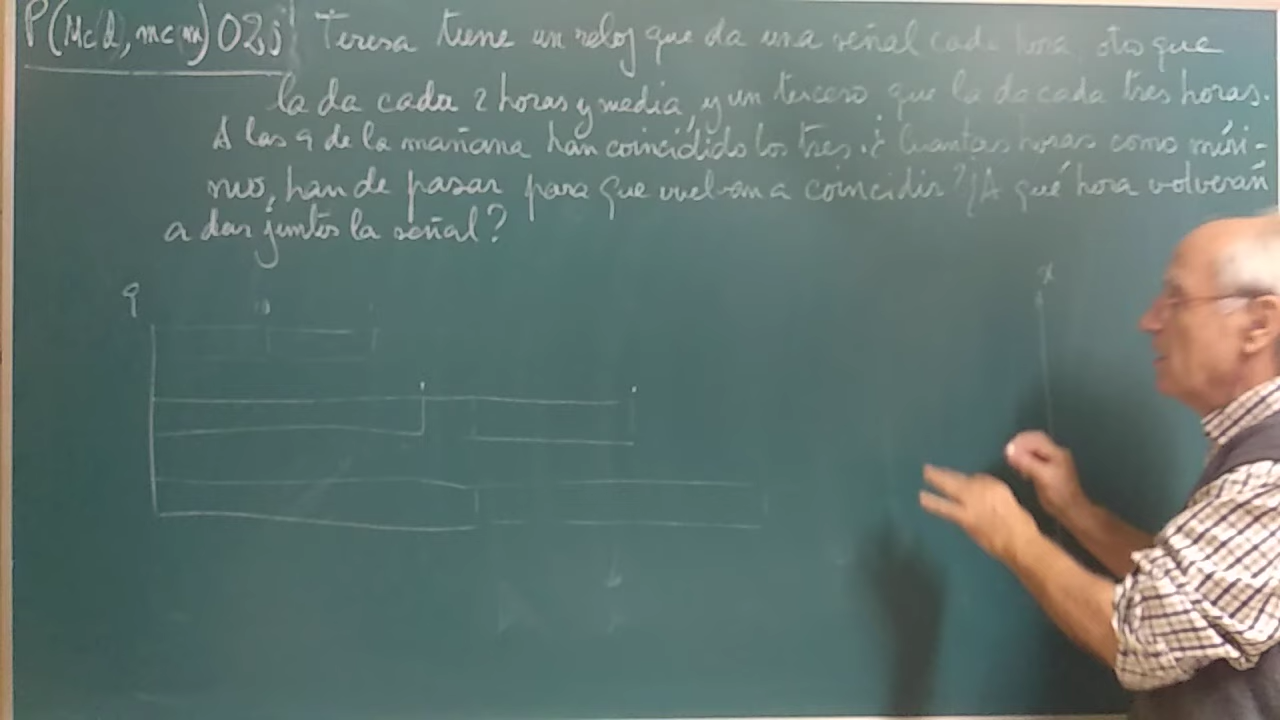 P(McD, mcm) 02j Teresa tiene un reloj que da una señal cada hora, otro que
la da cada 2 horas y media, y un tercero que la da cada tres horas.
A las 9 de la mañana han coincidido los tres. ¿Cuantas horas como míni-
mo, han de pasar para que vuelvan a coincidir? ¿A qué hora volverán
a dar juntos la señal?
9 10 x